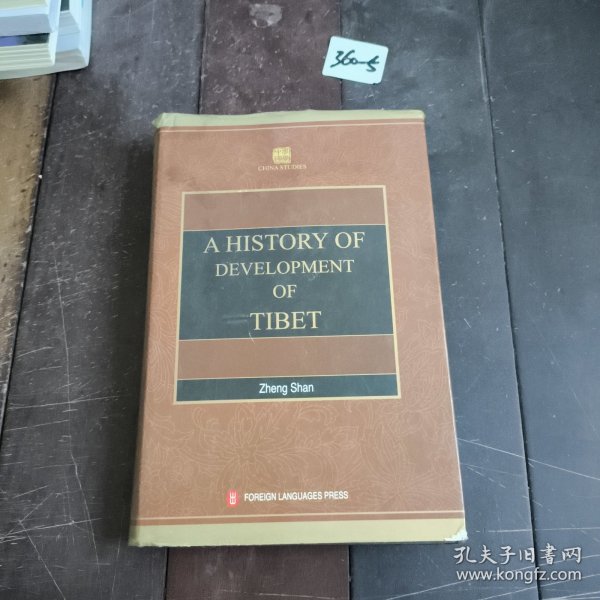 360-5
CHINA STUDIES
A HISTORY OF
DEVELOPMENT
OF
TIBET
Zheng Shan
FOREIGN LANGUAGES PRESS
孔夫子旧书网
www.kongfz.com